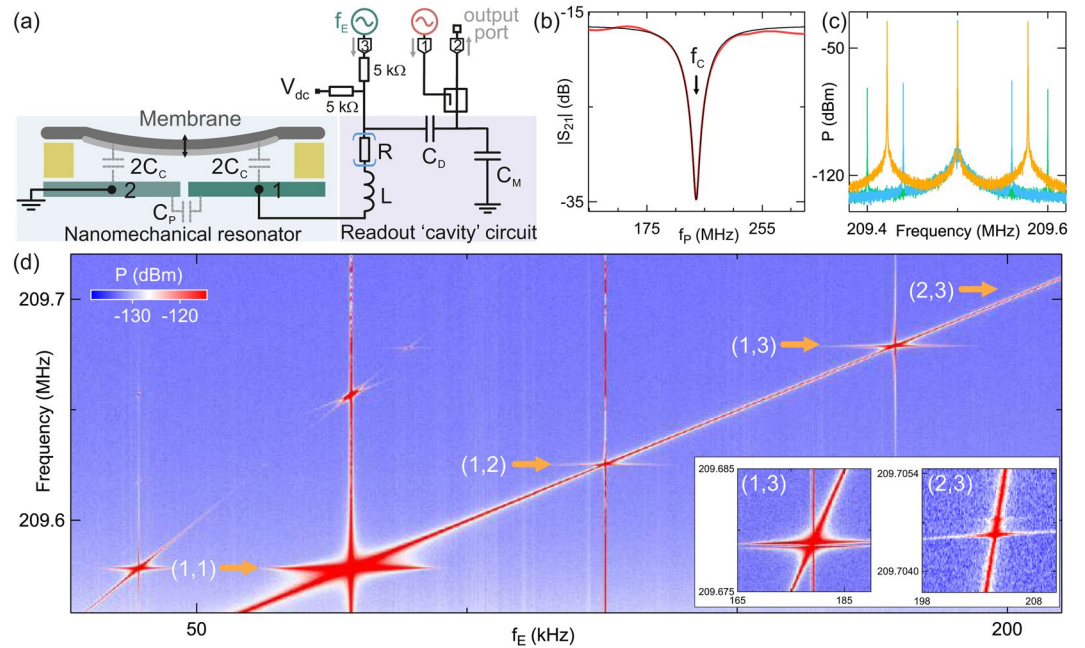 (a)
f_E
output
port
3
1
2
5 kΩ
V_dc
5 kΩ
Membrane
2C_C
2C_C
2
1
C_P
R
L
C_D
C_M
Nanomechanical resonator
Readout ‘cavity’ circuit
(b)
-15
f_C
|S_21| (dB)
-35
175
255
f_P (MHz)
(c)
-50
P (dBm)
-120
209.4
Frequency (MHz)
209.6
(d)
P (dBm)
-130
-120
209.7
Frequency (MHz)
209.6
(1,1)
(1,2)
(1,3)
(2,3)
50
f_E (kHz)
200
209.685
(1,3)
209.675
165
185
209.7054
(2,3)
209.7040
198
208